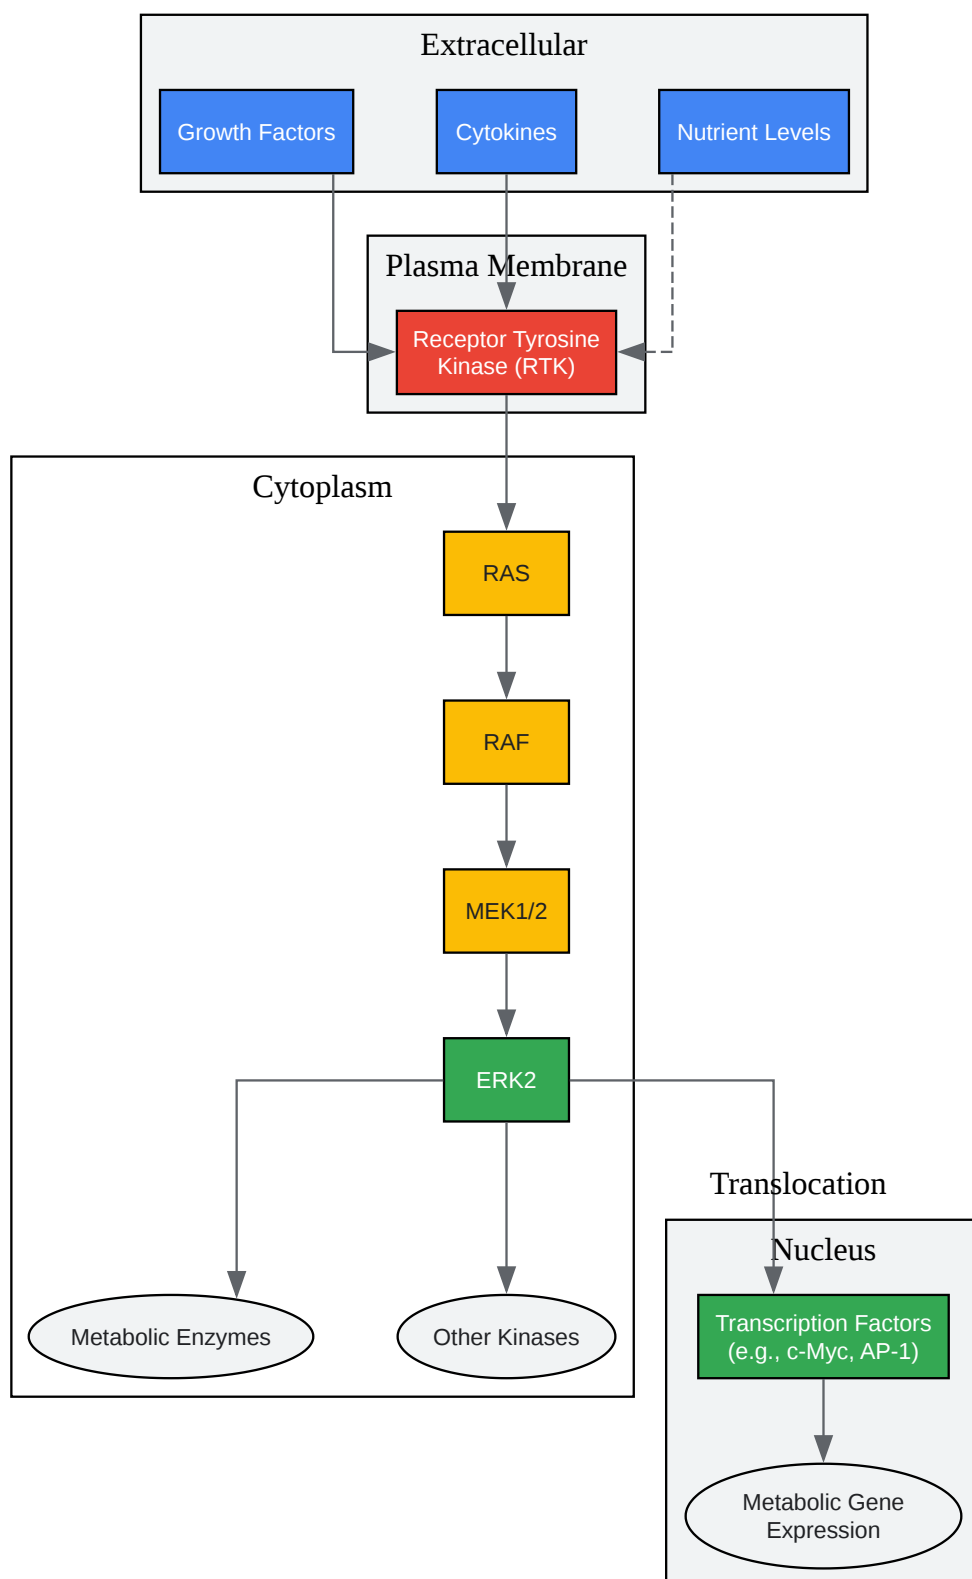 Extracellular
Growth Factors
Cytokines
Nutrient Levels
Plasma Membrane
Receptor Tyrosine
Kinase (RTK)
Cytoplasm
RAS
RAF
MEK1/2
ERK2
Translocation
Nucleus
Metabolic Enzymes
Other Kinases
Transcription Factors
(e.g., c-Myc, AP-1)
Metabolic Gene
Expression